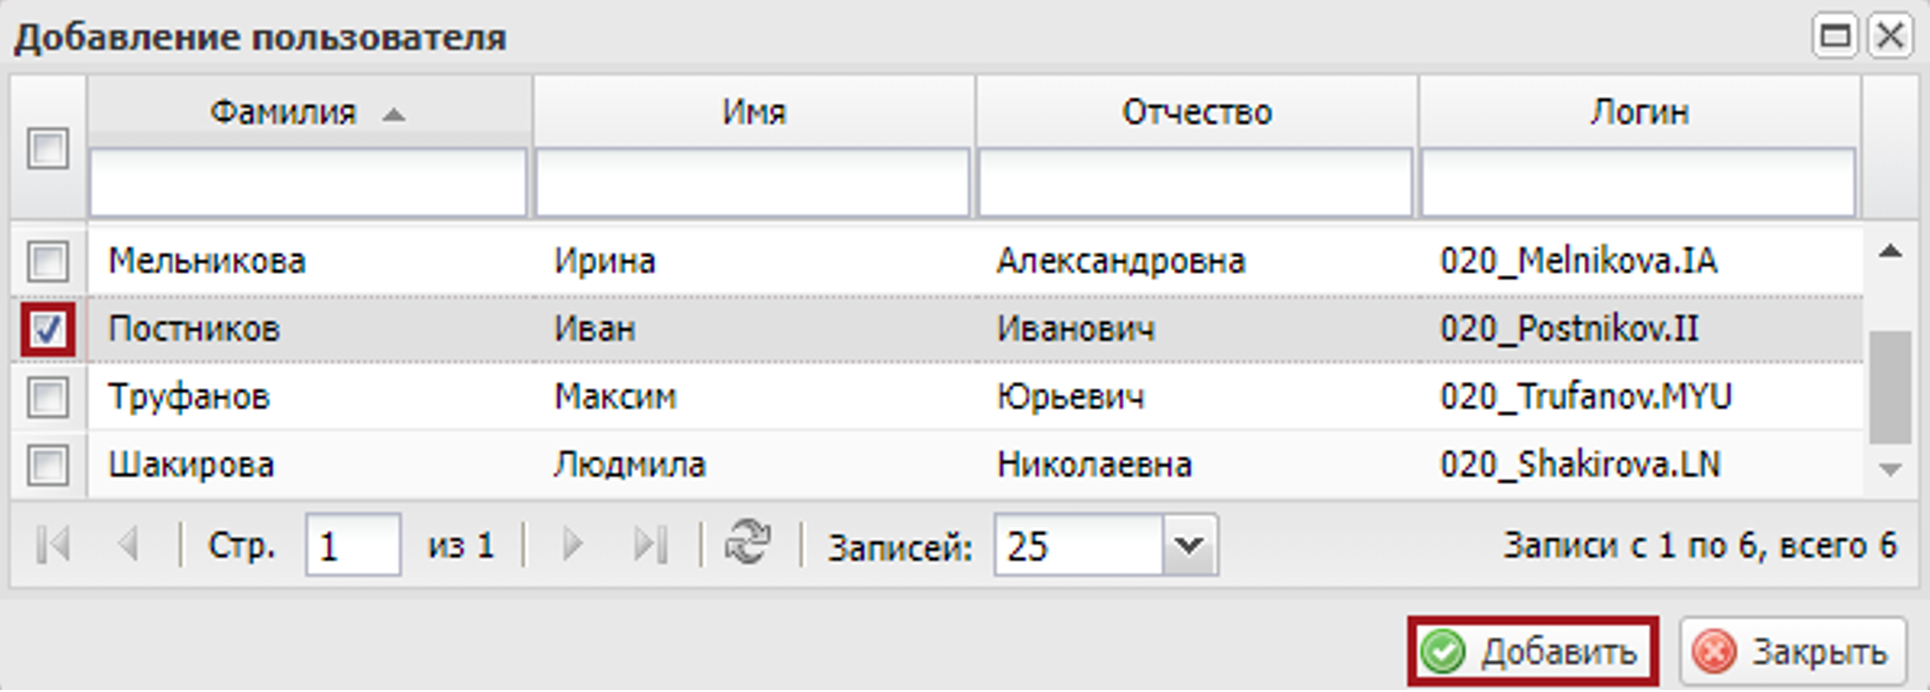 Добавление пользователя
Фамилия Имя Отчество Логин
Мельникова Ирина Александровна 020_Melnikova.IA
Постников Иван Иванович 020_Postnikov.II
Труфанов Максим Юрьевич 020_Trufanov.MYU
Шакирова Людмила Николаевна 020_Shakirova.LN
Стр. 1 из 1 Записей: 25 Записи с 1 по 6, всего 6
Добавить Закрыть